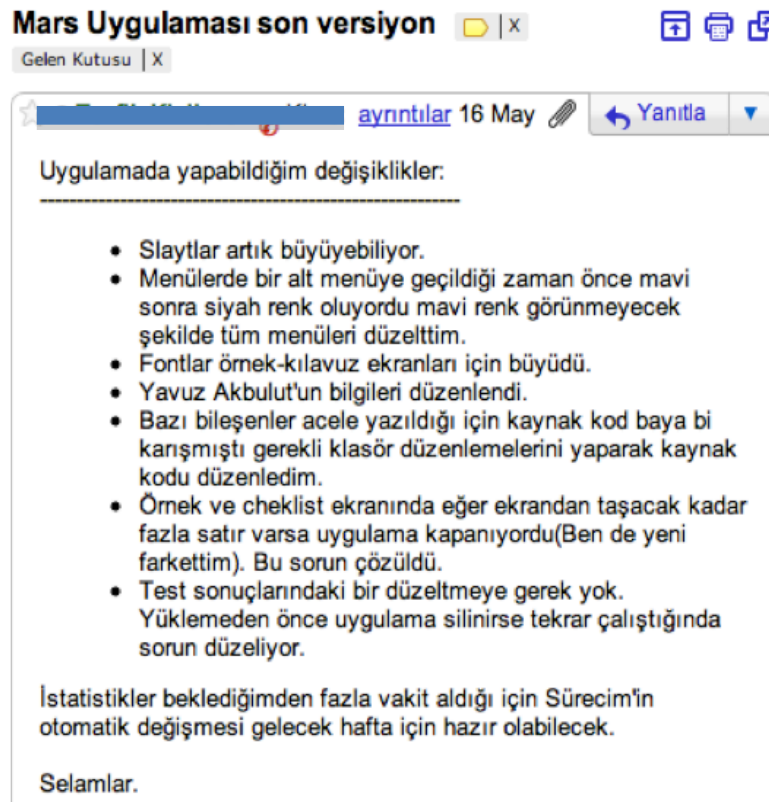 Mars Uygulaması son versiyon | X
Gelen Kutusu | X
ayrıntılar 16 May Yanıtla
Uygulamada yapabildiğim değişiklikler:
------------------------------------------------------------
• Slaytlar artık büyüyebiliyor.
• Menülerde bir alt menüye geçildiği zaman önce mavi
sonra siyah renk oluyordu mavi renk görünmeyecek
şekilde tüm menüleri düzelttim.
• Fontlar örnek-kılavuz ekranları için büyüdü.
• Yavuz Akbulut'un bilgileri düzenlendi.
• Bazı bileşenler acele yazıldığı için kaynak kod baya bi
karışmıştı gerekli klasör düzenlemelerini yaparak kaynak
kodu düzenledim.
• Örnek ve cheklist ekranında eğer ekrandan taşacak kadar
fazla satır varsa uygulama kapanıyordu(Ben de yeni
farkettim). Bu sorun çözüldü.
• Test sonuçlarındaki bir düzeltmeye gerek yok.
Yüklemeden önce uygulama silinirse tekrar çalıştığında
sorun düzeliyor.
İstatistikler beklediğimden fazla vakit aldığı için Sürecim'in
otomatik değişmesi gelecek hafta için hazır olabilecek.
Selamlar.